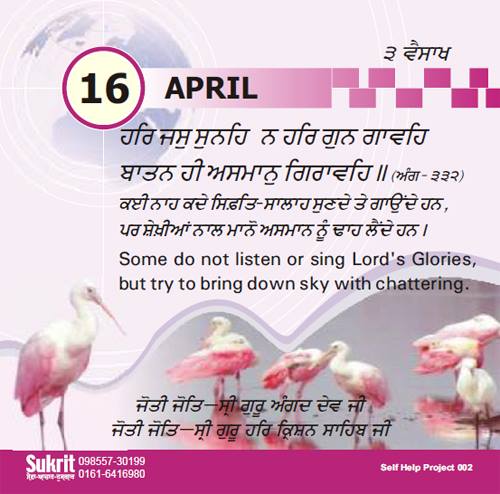 ੩ ਵੈਸਾਖ
16 APRIL
ਹਰਿ ਜਸੁ ਸੁਨਹਿ ਨ ਹਰਿ ਗੁਨ ਗਾਵਹਿ
ਬਾਤਨ ਹੀ ਅਸਮਾਨੁ ਗਿਰਾਵਹਿ॥ (ਅੰਗ - ੩੩੨)
ਕਈ ਨਾਹ ਕਦੇ ਸਿਫ਼ਤਿ-ਸਾਲਾਹ ਸੁਣਦੇ ਤੇ ਗਾਉਂਦੇ ਹਨ,
ਪਰ ਸ਼ੇਖ਼ੀਆਂ ਨਾਲ ਮਾਨੋ ਅਸਮਾਨ ਨੂੰ ਢਾਹ ਲੈਂਦੇ ਹਨ।
Some do not listen or sing Lord's Glories,
but try to bring down sky with chattering.
ਜੋਤੀ ਜੋਤਿ—ਸ੍ਰੀ ਗੁਰੂ ਅੰਗਦ ਦੇਵ ਜੀ
ਜੋਤੀ ਜੋਤਿ—ਸ੍ਰੀ ਗੁਰੂ ਹਰਿ ਕ੍ਰਿਸ਼ਨ ਸਾਹਿਬ ਜੀ
Sukrit 098557-30199
0161-6416980
Self Help Project 002